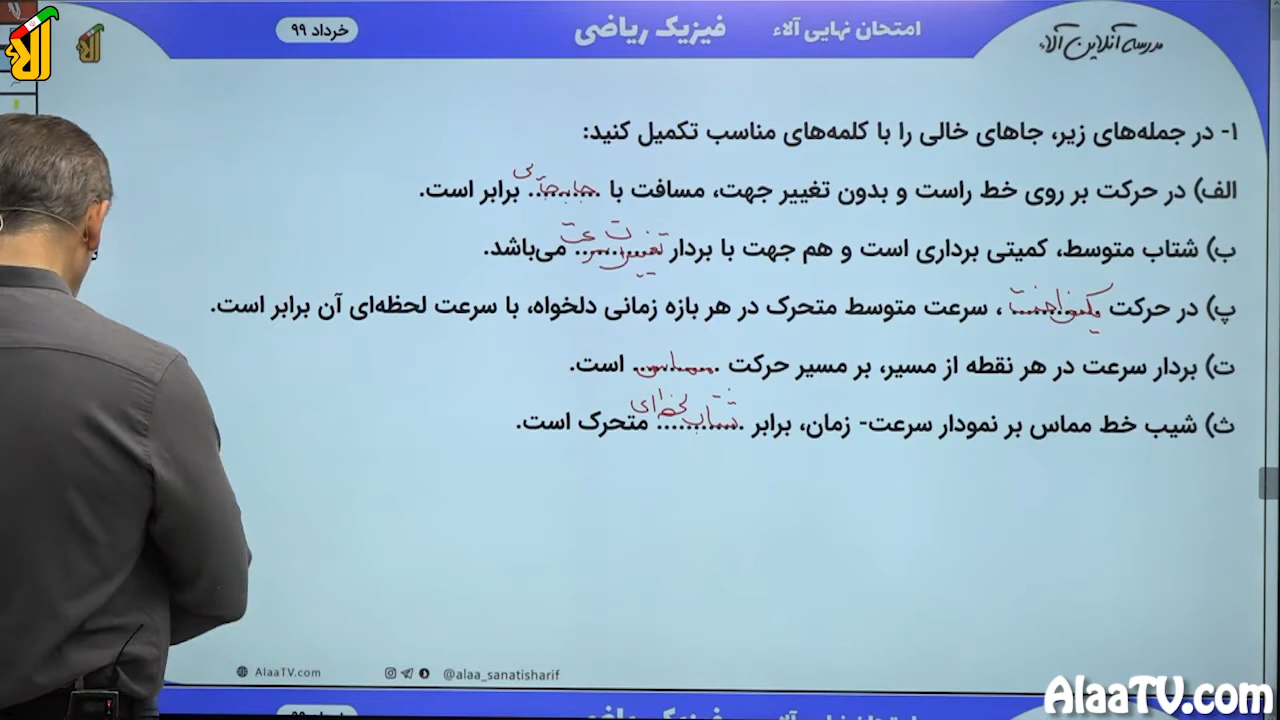 امتحان نهایی آلاء فیزیک ریاضی خرداد ۹۹
مدرسه آنلاین آلاء
آلاء
۱- در جمله‌های زیر، جاهای خالی را با کلمه‌های مناسب تکمیل کنید:
الف) در حرکت بر روی خط راست و بدون تغییر جهت، مسافت با جابه‌جایی برابر است.
ب) شتاب متوسط، کمیتی برداری است و هم جهت با بردار تغییرات سرعت می‌باشد.
پ) در حرکت یکنواخت ، سرعت متوسط متحرک در هر بازه زمانی دلخواه، با سرعت لحظه‌ای آن برابر است.
ت) بردار سرعت در هر نقطه از مسیر، بر مسیر حرکت مماس است.
ث) شیب خط مماس بر نمودار سرعت- زمان، برابر شتاب لحظه‌ای متحرک است.
AlaaTV.com @alaa_sanatisharif
AlaaTV.com